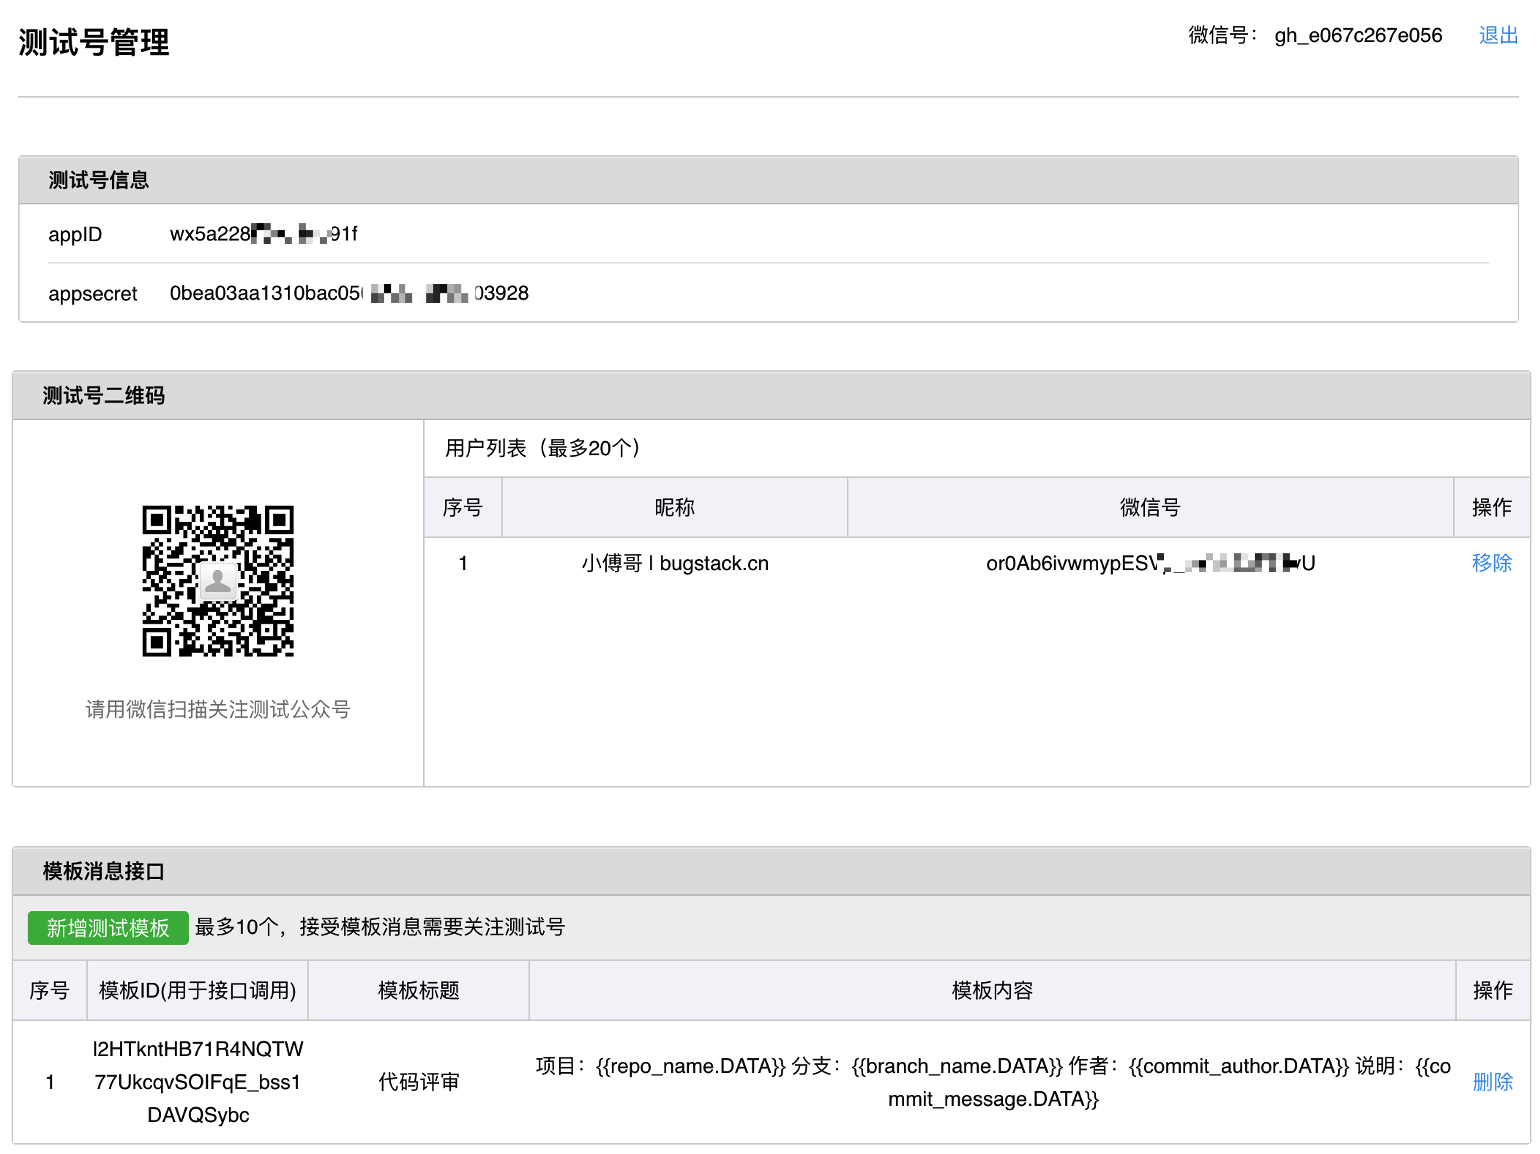 测试号管理
微信号： gh_e067c267e056 退出
测试号信息
appID wx5a228 91f
appsecret 0bea03aa1310bac05 03928
测试号二维码
用户列表（最多20个）
序号 昵称 微信号 操作
1 小傅哥 | bugstack.cn or0Ab6ivwmypES U 移除
请用微信扫描关注测试公众号
模板消息接口
新增测试模板 最多10个，接受模板消息需要关注测试号
序号 模板ID(用于接口调用) 模板标题 模板内容 操作
l2HTkntHB71R4NQTW
77UkcqvSOIFqE_bss1
DAVQSybc
1 代码评审 删除
项目：{{repo_name.DATA}} 分支：{{branch_name.DATA}} 作者：{{commit_author.DATA}} 说明：{{co
mmit_message.DATA}}